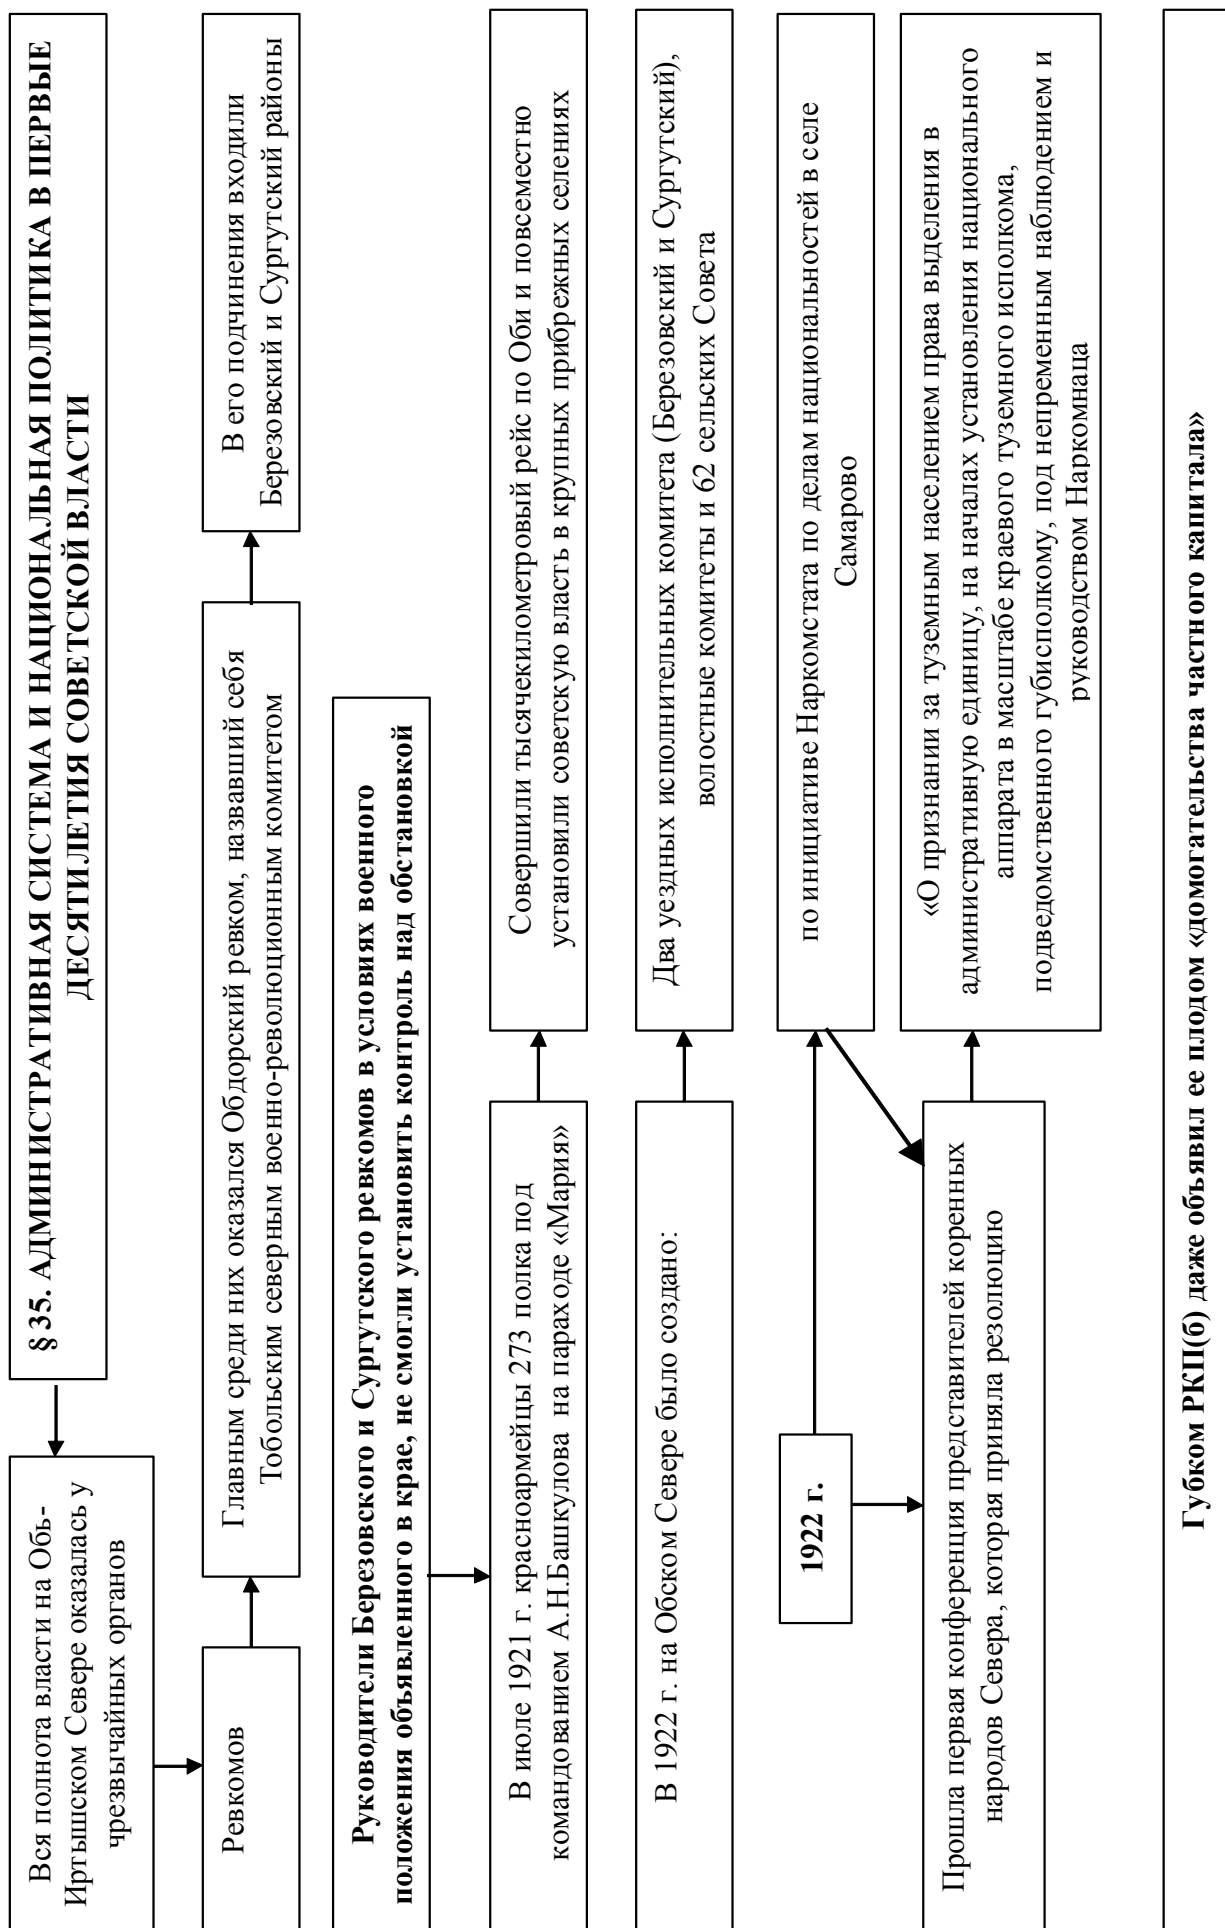 § 35. АДМИНИСТРАТИВНАЯ СИСТЕМА И НАЦИОНАЛЬНАЯ ПОЛИТИКА В ПЕРВЫЕ
ДЕСЯТИЛЕТИЯ СОВЕТСКОЙ ВЛАСТИ
Вся полнота власти на Обь-
Иртышском Севере оказалась у
чрезвычайных органов
Ревкомов
Главным среди них оказался Обдорский ревком, назвавший себя
Тобольским северным военно-революционным комитетом
В его подчинения входили
Березовский и Сургутский районы
Руководители Березовского и Сургутского ревкомов в условиях военного
положения объявленного в крае, не смогли установить контроль над обстановкой
В июле 1921 г. красноармейцы 273 полка под
командованием А.Н.Башкулова на параходе «Мария»
Совершили тысячекилометровый рейс по Оби и повсеместно
установили советскую власть в крупных прибрежных селениях
В 1922 г. на Обском Севере было создано:
Два уездных исполнительных комитета (Березовский и Сургутский),
волостные комитеты и 62 сельских Совета
1922 г.
по инициативе Наркомстата по делам национальностей в селе
Самарово
Прошла первая конференция представителей коренных
народов Севера, которая приняла резолюцию
«О признании за туземным населением права выделения в
административную единицу, на началах установления национального
аппарата в масштабе краевого туземного исполкома,
подведомственного губисполкому, под непременным наблюдением и
руководством Наркомнаца
Губком РКП(б) даже объявил ее плодом «домогательства частного капитала»